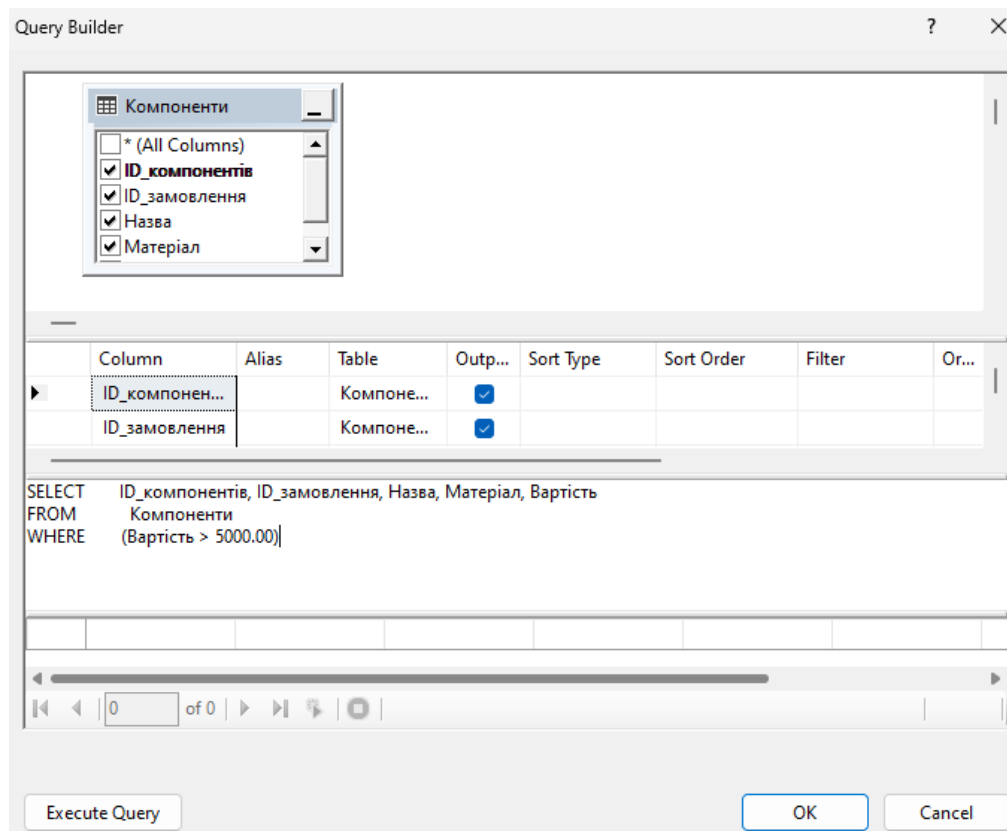 Query Builder ? ×
Компоненти
* (All Columns)
ID_компонентів
ID_замовлення
Назва
Матеріал
Column Alias Table Outp... Sort Type Sort Order Filter Or...
ID_компонен... Компоне...
ID_замовлення Компоне...
SELECT ID_компонентів, ID_замовлення, Назва, Матеріал, Вартість
FROM Компоненти
WHERE (Вартість > 5000.00)
0 of 0
Execute Query OK Cancel